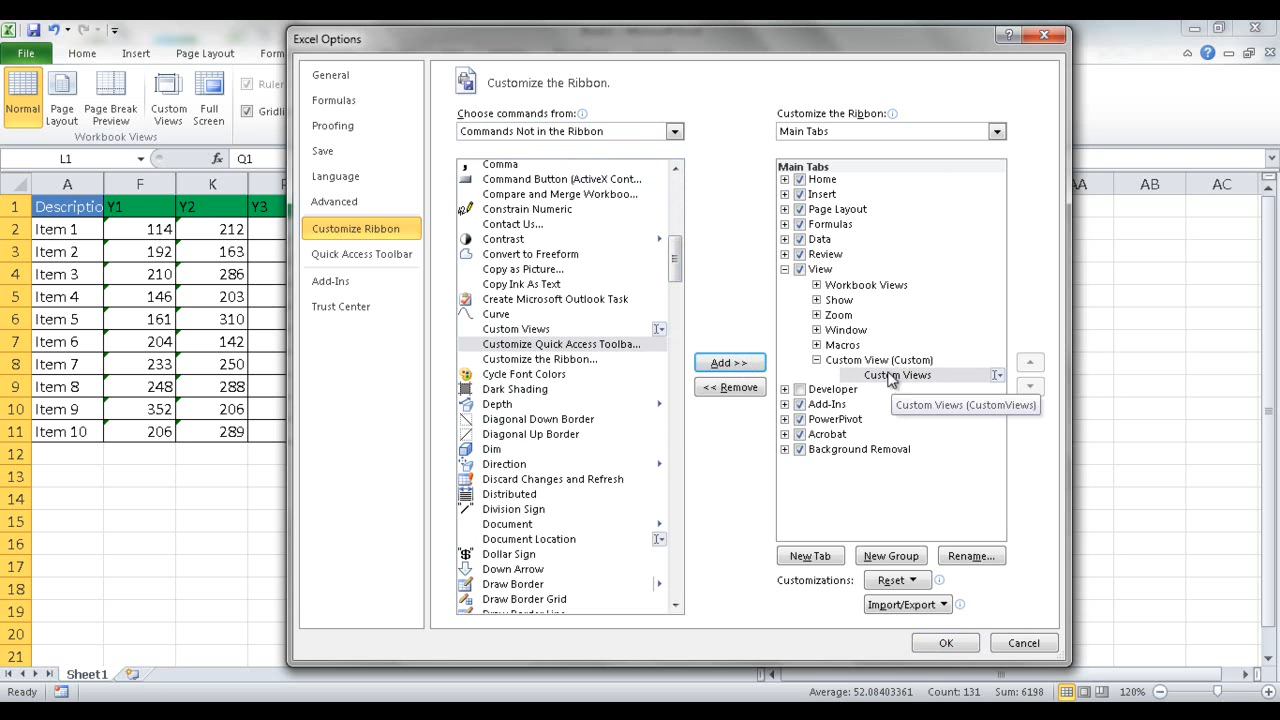 Excel Options
File
Home
Insert
Page Layout
Form
Normal
Page Layout
Page Break Preview
Custom Views
Full Screen
Ruler
Gridli
Workbook Views
L1
fx
Q1
A F K AA AB AC
1 Descriptio Y1 Y2 Y3
2 Item 1 114 212
3 Item 2 192 163
4 Item 3 210 286
5 Item 4 146 203
6 Item 5 161 310
7 Item 6 204 142
8 Item 7 233 250
9 Item 8 248 288
10 Item 9 352 206
11 Item 10 206 289
12
13
14
15
16
17
18
19
20
21
General
Formulas
Proofing
Save
Language
Advanced
Customize Ribbon
Quick Access Toolbar
Add-Ins
Trust Center
Customize the Ribbon.
Choose commands from:
Commands Not in the Ribbon
Comma
Command Button (ActiveX Cont...
Compare and Merge Workboo...
Constrain Numeric
Contact Us...
Contrast
Convert to Freeform
Copy as Picture...
Copy Ink As Text
Create Microsoft Outlook Task
Curve
Custom Views
Customize Quick Access Toolba...
Customize the Ribbon...
Cycle Font Colors
Dark Shading
Depth
Diagonal Down Border
Diagonal Up Border
Dim
Direction
Discard Changes and Refresh
Distributed
Division Sign
Document
Document Location
Dollar Sign
Down Arrow
Draw Border
Draw Border Grid
Add >>
<< Remove
Customize the Ribbon:
Main Tabs
Main Tabs
Home
Insert
Page Layout
Formulas
Data
Review
View
Workbook Views
Show
Zoom
Window
Macros
Custom View (Custom)
Custom Views
Developer
Custom Views (CustomViews)
Add-Ins
PowerPivot
Acrobat
Background Removal
New Tab
New Group
Rename...
Customizations:
Reset
Import/Export
OK
Cancel
Sheet1
Ready
Average: 52.08403361
Count: 131
Sum: 6198
120%